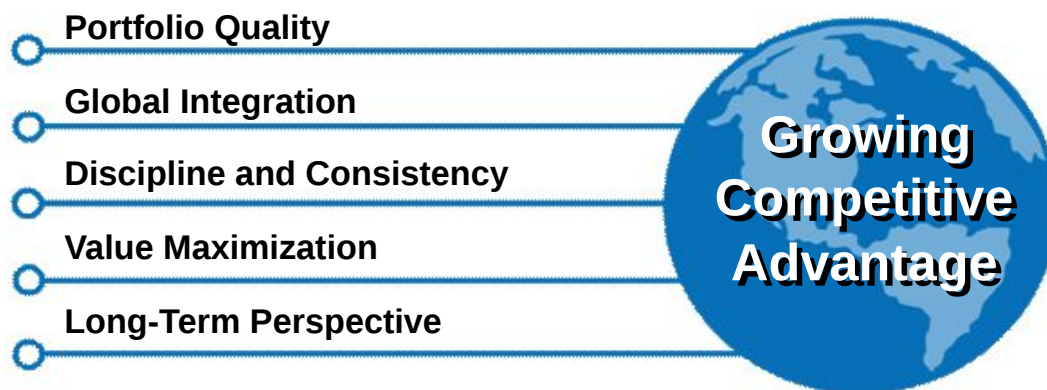 Portfolio Quality
Global Integration
Discipline and Consistency
Value Maximization
Long-Term Perspective
Growing
Competitive
Advantage